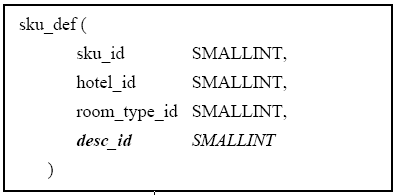 sku_def (
sku_id SMALLINT,
hotel_id SMALLINT,
room_type_id SMALLINT,
desc_id SMALLINT
)